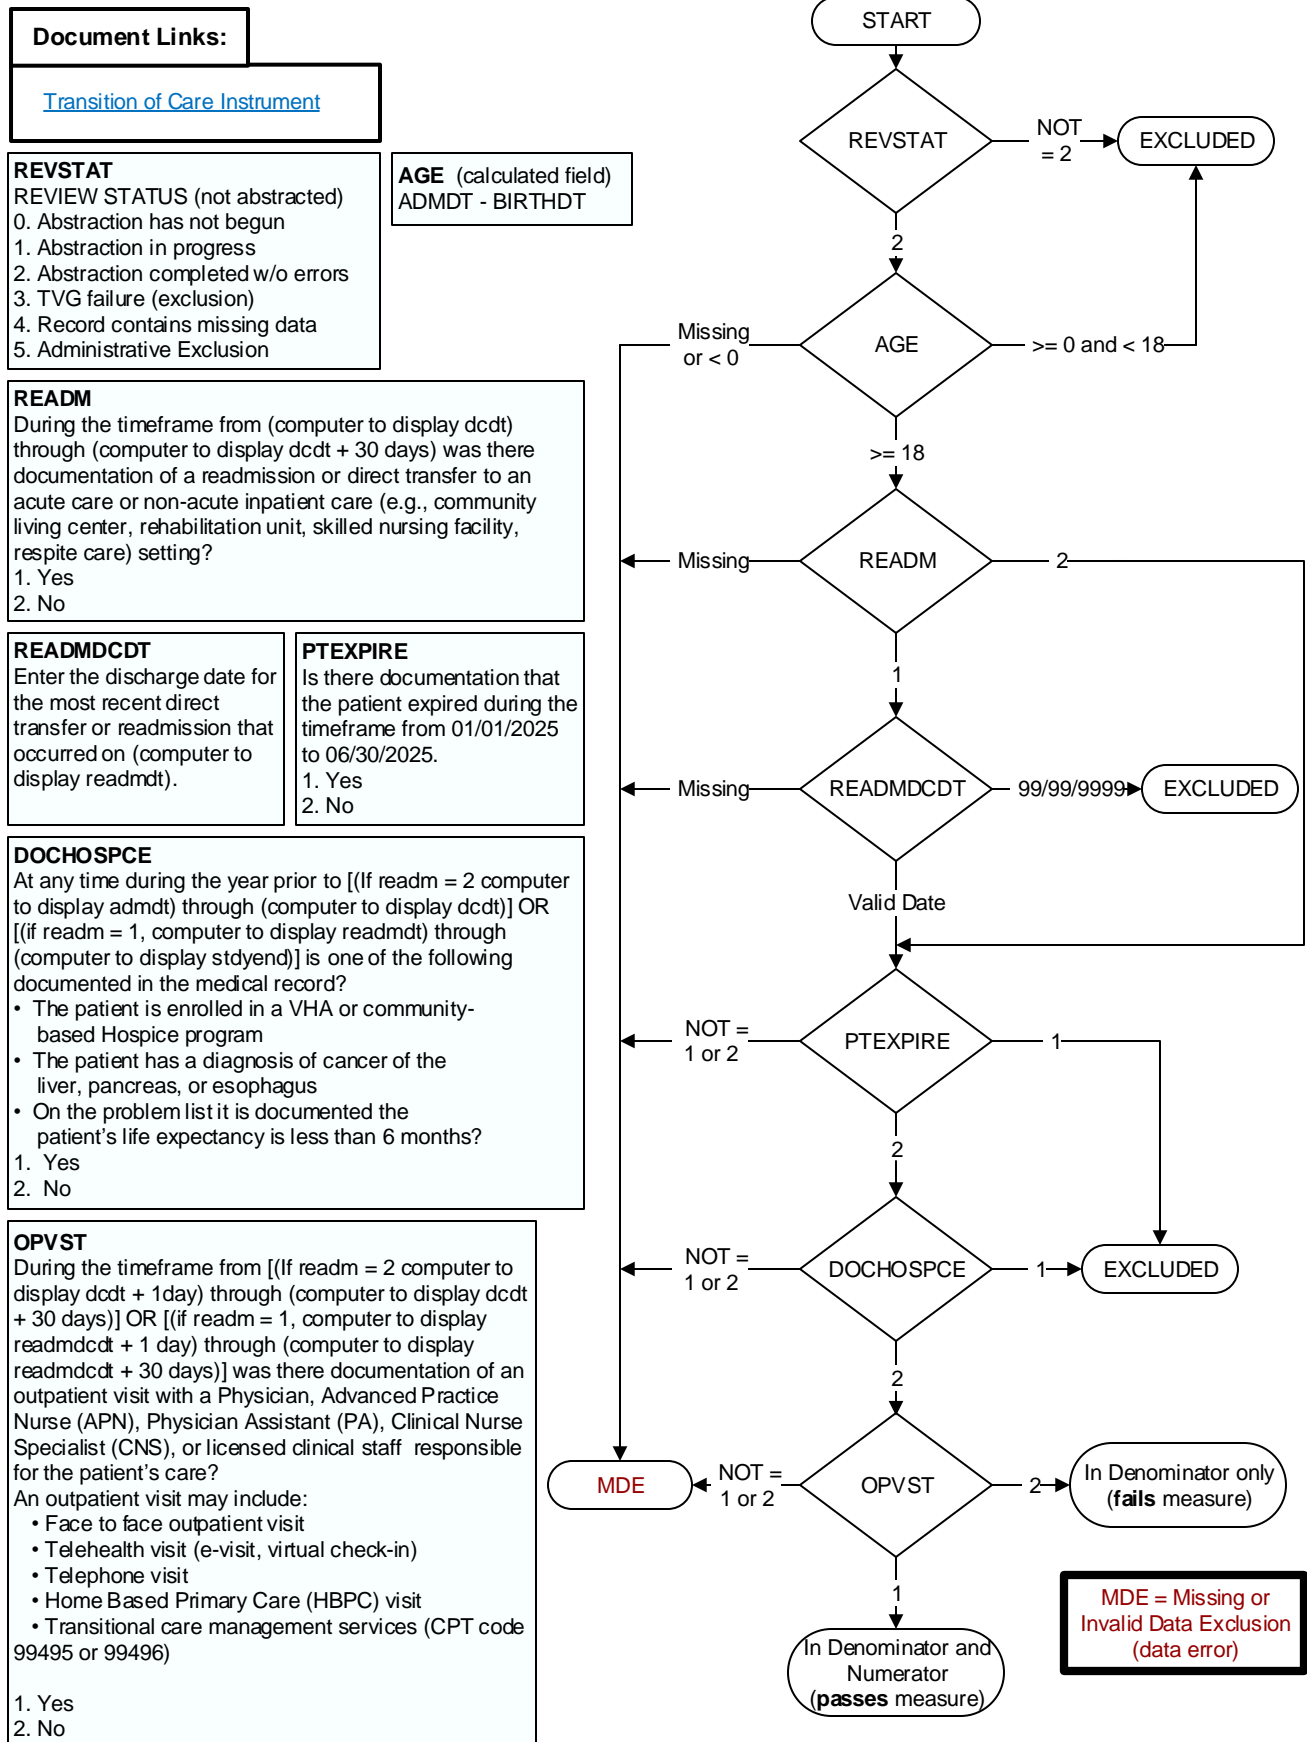 Document Links:
Transition of Care Instrument
REVSTAT
REVIEW STATUS (not abstracted)
0. Abstraction has not begun
1. Abstraction in progress
2. Abstraction completed w/o errors
3. TVG failure (exclusion)
4. Record contains missing data
5. Administrative Exclusion
AGE (calculated field)
ADMDT - BIRTHDT
READM
During the timeframe from (computer to display dcdt)
through (computer to display dcdt + 30 days) was there
documentation of a readmission or direct transfer to an
acute care or non-acute inpatient care (e.g., community
living center, rehabilitation unit, skilled nursing facility,
respite care) setting?
1. Yes
2. No
READMDCDT
Enter the discharge date for
the most recent direct
transfer or readmission that
occurred on (computer to
display readmdt).
PTEXPIRE
Is there documentation that
the patient expired during the
timeframe from 01/01/2025
to 06/30/2025.
1. Yes
2. No
DOCHOSPCE
At any time during the year prior to [(If readm = 2 computer
to display admdt) through (computer to display dcdt)] OR
[(if readm = 1, computer to display readmdt) through
(computer to display stdyend)] is one of the following
documented in the medical record?
• The patient is enrolled in a VHA or community-
based Hospice program
• The patient has a diagnosis of cancer of the
liver, pancreas, or esophagus
• On the problem list it is documented the
patient's life expectancy is less than 6 months?
1. Yes
2. No
OPVST
During the timeframe from [(If readm = 2 computer to
display dcdt + 1day) through (computer to display dcdt
+ 30 days)] OR [(if readm = 1, computer to display
readmdcdt + 1 day) through (computer to display
readmdcdt + 30 days)] was there documentation of an
outpatient visit with a Physician, Advanced Practice
Nurse (APN), Physician Assistant (PA), Clinical Nurse
Specialist (CNS), or licensed clinical staff responsible
for the patient's care?
An outpatient visit may include:
• Face to face outpatient visit
• Telehealth visit (e-visit, virtual check-in)
• Telephone visit
• Home Based Primary Care (HBPC) visit
• Transitional care management services (CPT code
99495 or 99496)
1. Yes
2. No
START
REVSTAT
NOT
= 2
EXCLUDED
2
Missing
or < 0
AGE
>= 0 and < 18
>= 18
Missing
READM
2
1
Missing
READMDCDT
99/99/9999
EXCLUDED
Valid Date
NOT =
1 or 2
PTEXPIRE
1
2
NOT =
1 or 2
DOCHOSPCE
1
EXCLUDED
2
MDE
NOT =
1 or 2
OPVST
2
In Denominator only
(fails measure)
1
In Denominator and
Numerator
(passes measure)
MDE = Missing or
Invalid Data Exclusion
(data error)